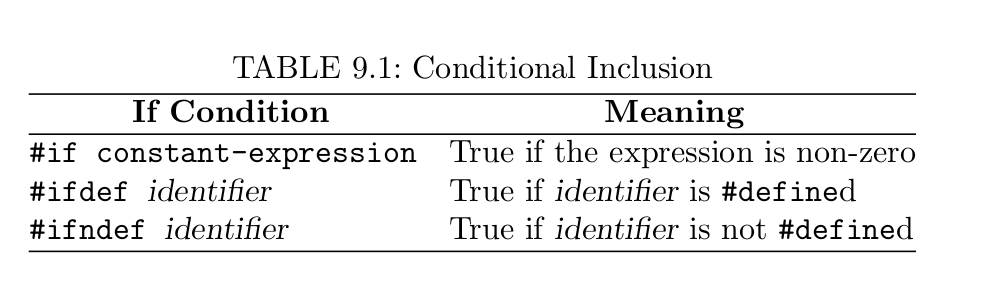 TABLE 9.1: Conditional Inclusion
If Condition Meaning
#if constant-expression True if the expression is non-zero
#ifdef identifier True if identifier is #defined
#ifndef identifier True if identifier is not #defined